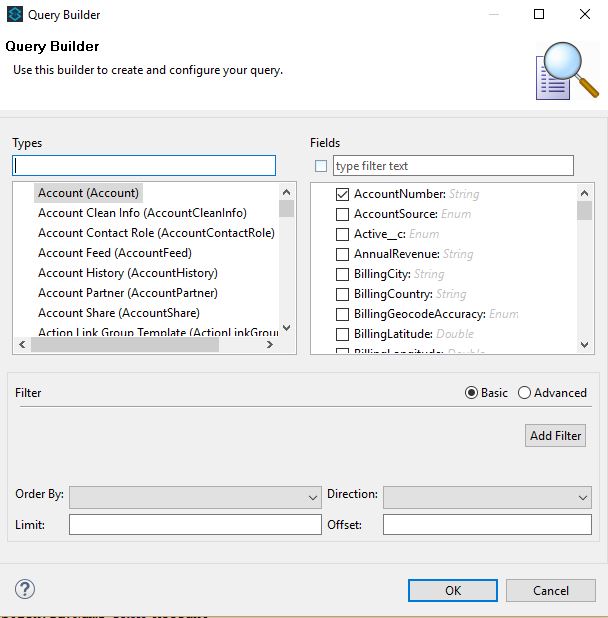 Query Builder
Query Builder
Use this builder to create and configure your query.
Types
Fields
type filter text
Account (Account)
Account Clean Info (AccountCleanInfo)
Account Contact Role (AccountContactRole)
Account Feed (AccountFeed)
Account History (AccountHistory)
Account Partner (AccountPartner)
Account Share (AccountShare)
Action Link Group Template (ActionLinkGrou
AccountNumber: String
AccountSource: Enum
Active__c: Enum
AnnualRevenue: String
BillingCity: String
BillingCountry: String
BillingGeocodeAccuracy: Enum
BillingLatitude: Double
BillingLongitude: Double
Filter
Basic
Advanced
Add Filter
Order By:
Direction:
Limit:
Offset:
OK
Cancel